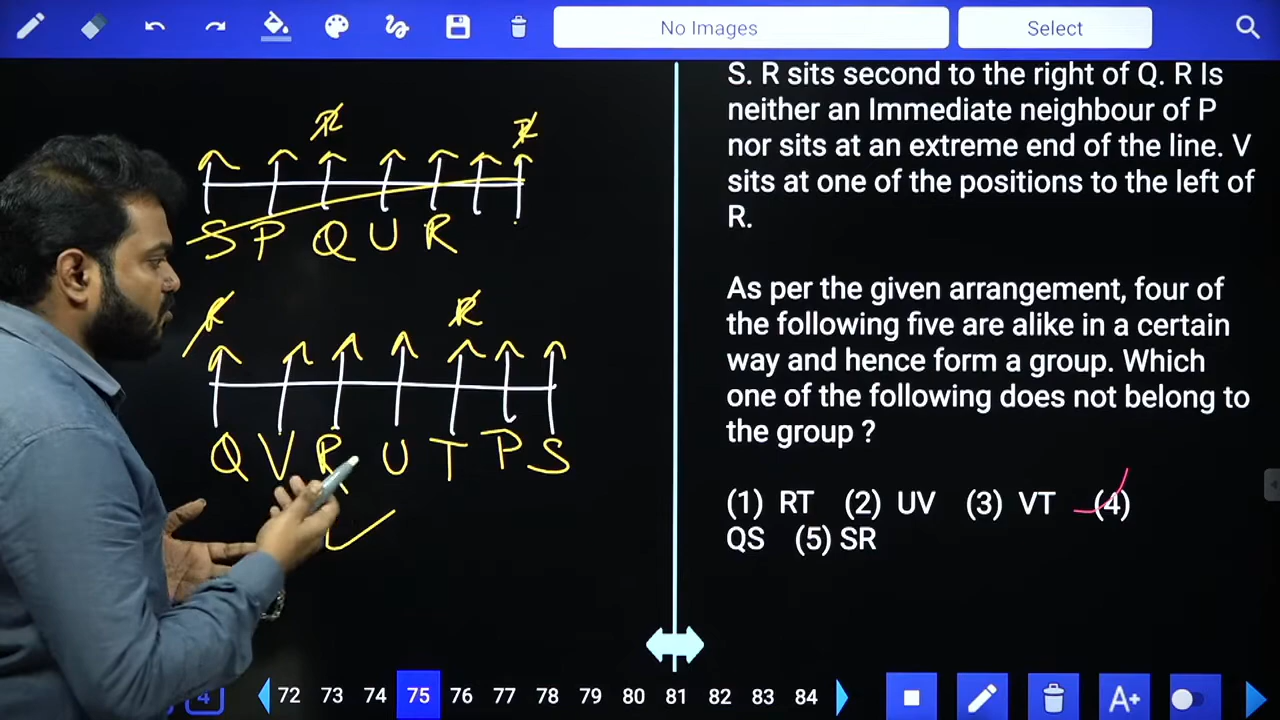 No Images
Select
R R
S P Q U R
R R
Q V R U T P S
S. R sits second to the right of Q. R Is
neither an Immediate neighbour of P
nor sits at an extreme end of the line. V
sits at one of the positions to the left of
R.
As per the given arrangement, four of
the following five are alike in a certain
way and hence form a group. Which
one of the following does not belong to
the group ?
(1) RT (2) UV (3) VT (4)
QS (5) SR
4 72 73 74 75 76 77 78 79 80 81 82 83 84
A+